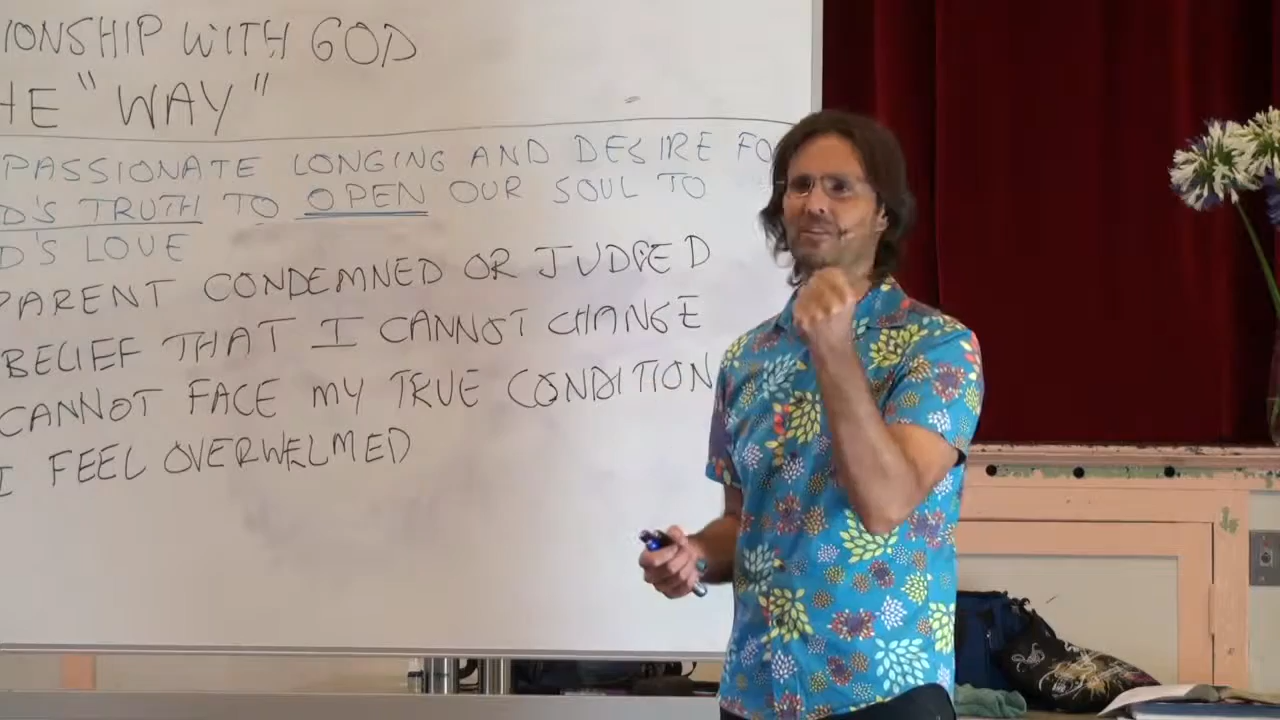 IONSHIP WITH GOD
HE "WAY"
PASSIONATE LONGING AND DESIRE FO
D'S TRUTH TO OPEN OUR SOUL TO
D'S LOVE
PARENT CONDEMNED OR JUDGED
BELIEF THAT I CANNOT CHANGE
CANNOT FACE MY TRUE CONDITION
I FEEL OVERWELMED